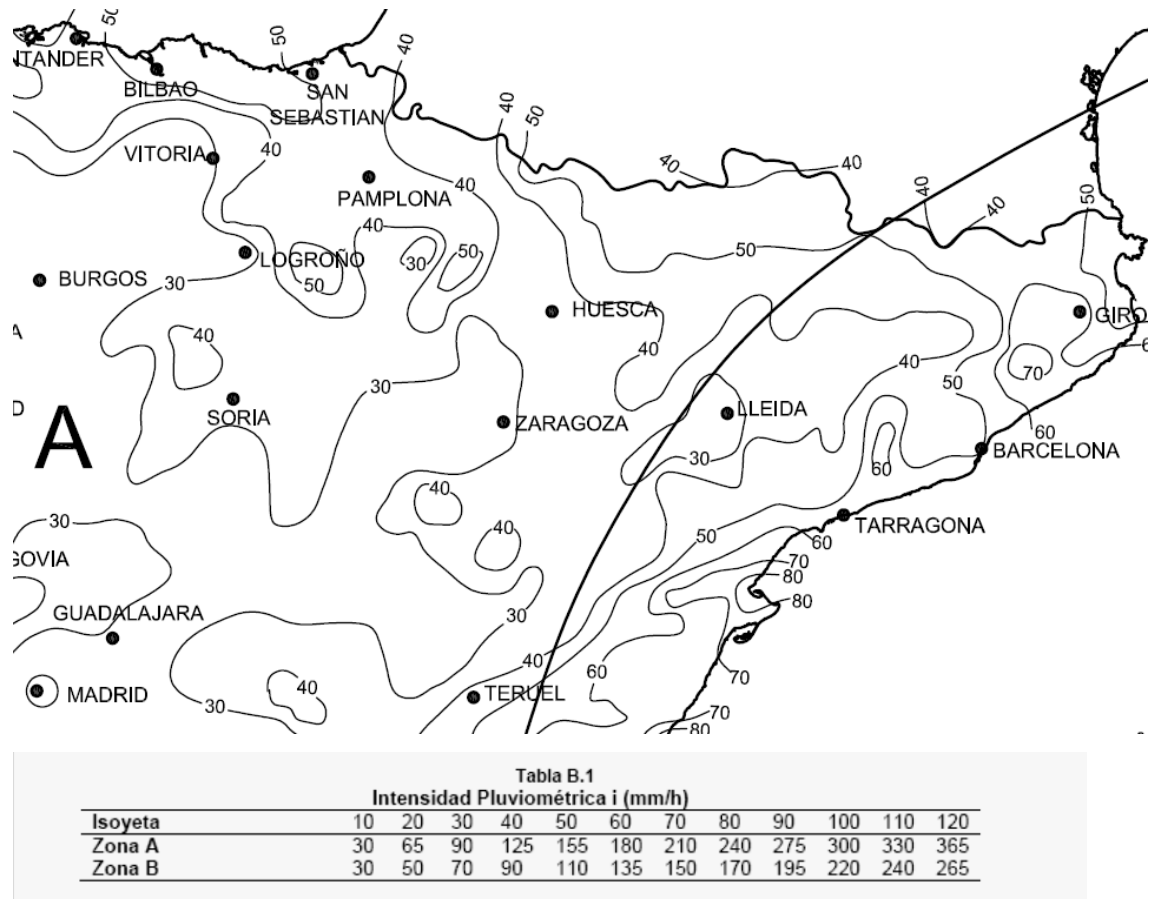 50
40
NTANDER
BILBAO
50
SAN
SEBASTIAN
40
50
VITORIA
40
PAMPLONA
40
40
40
40
40
50
LOGROÑO
40
30
50
50
50
BURGOS
30
50
HUESCA
GIRO
A
40
40
40
70
6
30
50
D
SORIA
ZARAGOZA
LLEIDA
60
A
30
60
BARCELONA
40
30
40
50
TARRAGONA
60
GOVIA
70
80
GUADALAJARA
30
80
40
60
70
MADRID
30
40
TERUEL
70
80
Tabla B.1
Intensidad Pluviométrica i (mm/h)
Isoyeta 10 20 30 40 50 60 70 80 90 100 110 120
Zona A 30 65 90 125 155 180 210 240 275 300 330 365
Zona B 30 50 70 90 110 135 150 170 195 220 240 265